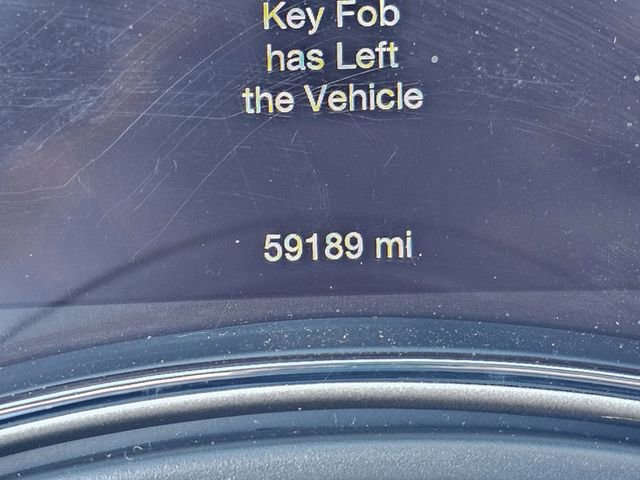 Key Fob
has Left
the Vehicle
59189 mi